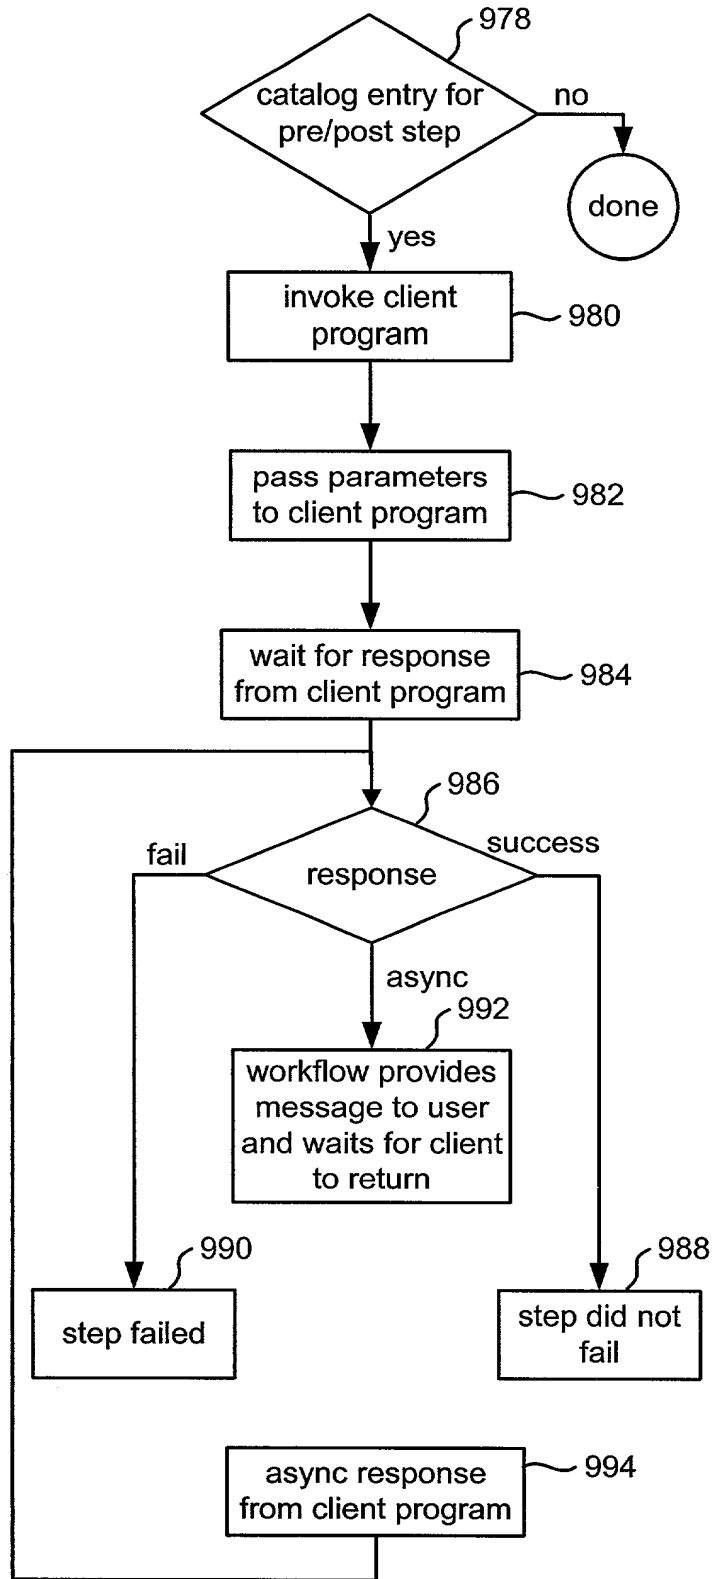 978
catalog entry for
pre/post step
no
done
yes
invoke client
program
980
pass parameters
to client program
982
wait for response
from client program
984
986
fail
success
response
async
992
workflow provides
message to user
and waits for client
to return
990
988
step failed
step did not
fail
async response
from client program
994